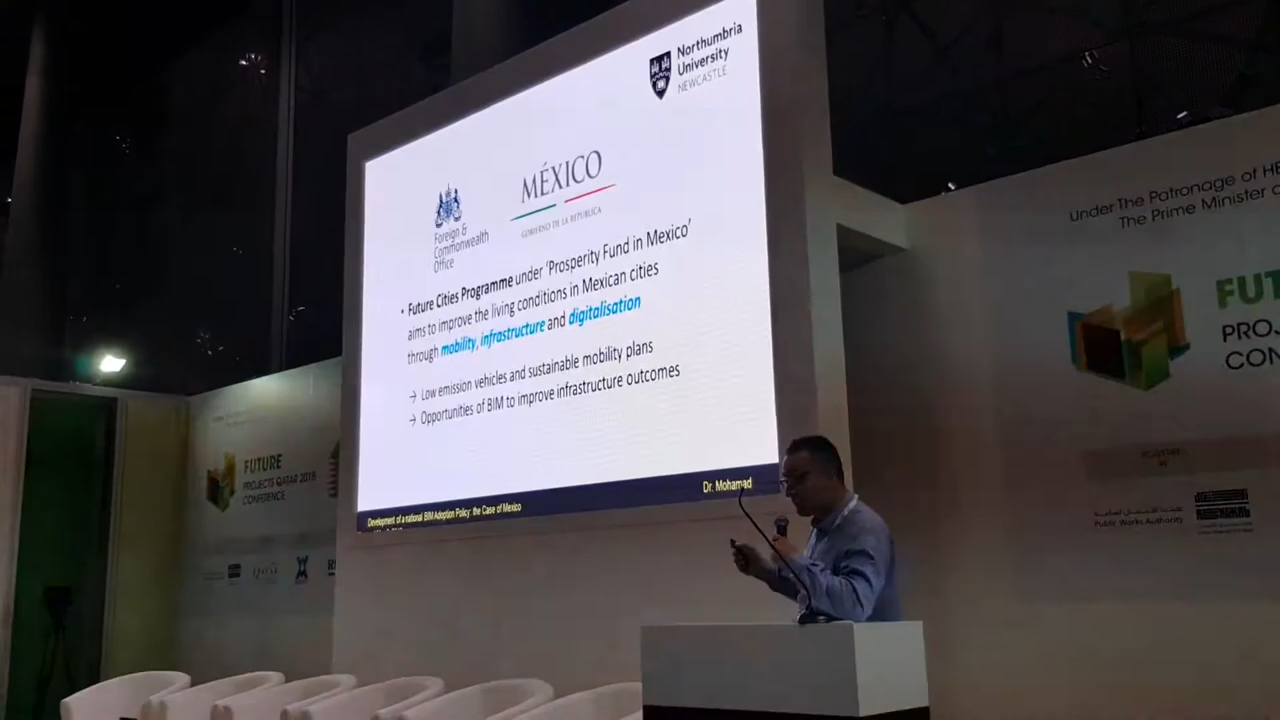 Northumbria
University
NEWCASTLE
MÉXICO
GOBIERNO DE LA REPUBLICA
Foreign &
Commonwealth
Office
• Future Cities Programme under 'Prosperity Fund in Mexico'
aims to improve the living conditions in Mexican cities
through mobility, infrastructure and digitalisation
→ Low emission vehicles and sustainable mobility plans
→ Opportunities of BIM to improve infrastructure outcomes
Development of a national BIM Adoption Policy: the Case of Mexico
Dr. Mohamad
Under The Patronage of HE
The Prime Minister
FUT
PROJ
CON
Public Works Authority
FUTURE
PROJECTS QATAR 2018
CONFERENCE